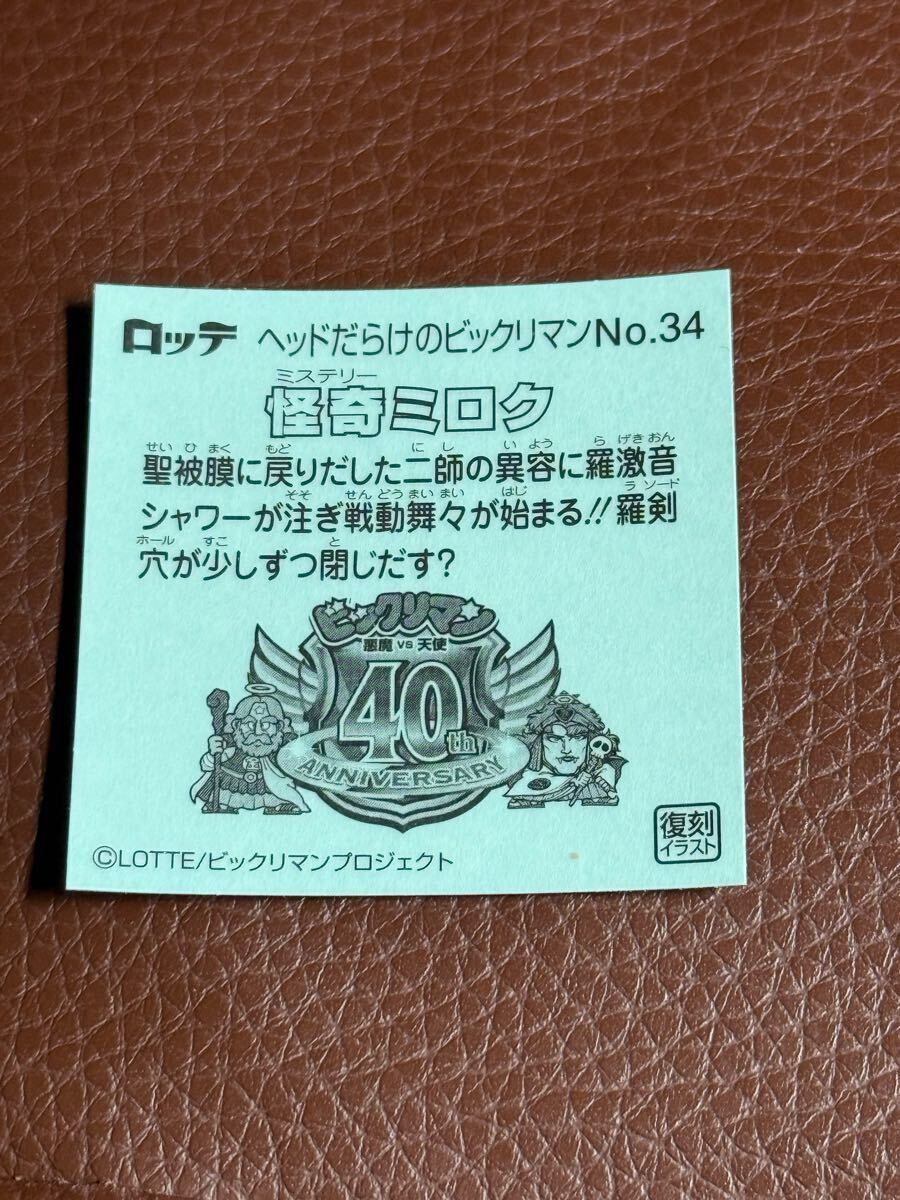 ロッテ ヘッドだらけのビックリマンNo.34
ミステリー
怪奇ミロク
せいひまく もど にし いよう らげきおん
聖被膜に戻りだした二師の異容に羅激音
そそ せんどうまいまい はじ ラソード
シャワーが注ぎ戦動舞々が始まる!!羅剣
ホール すこ と
穴が少しずつ閉じだす?
ビックリマン
悪魔 VS 天使
40th
ANNIVERSARY
復刻
イラスト
©LOTTE/ビックリマンプロジェクト